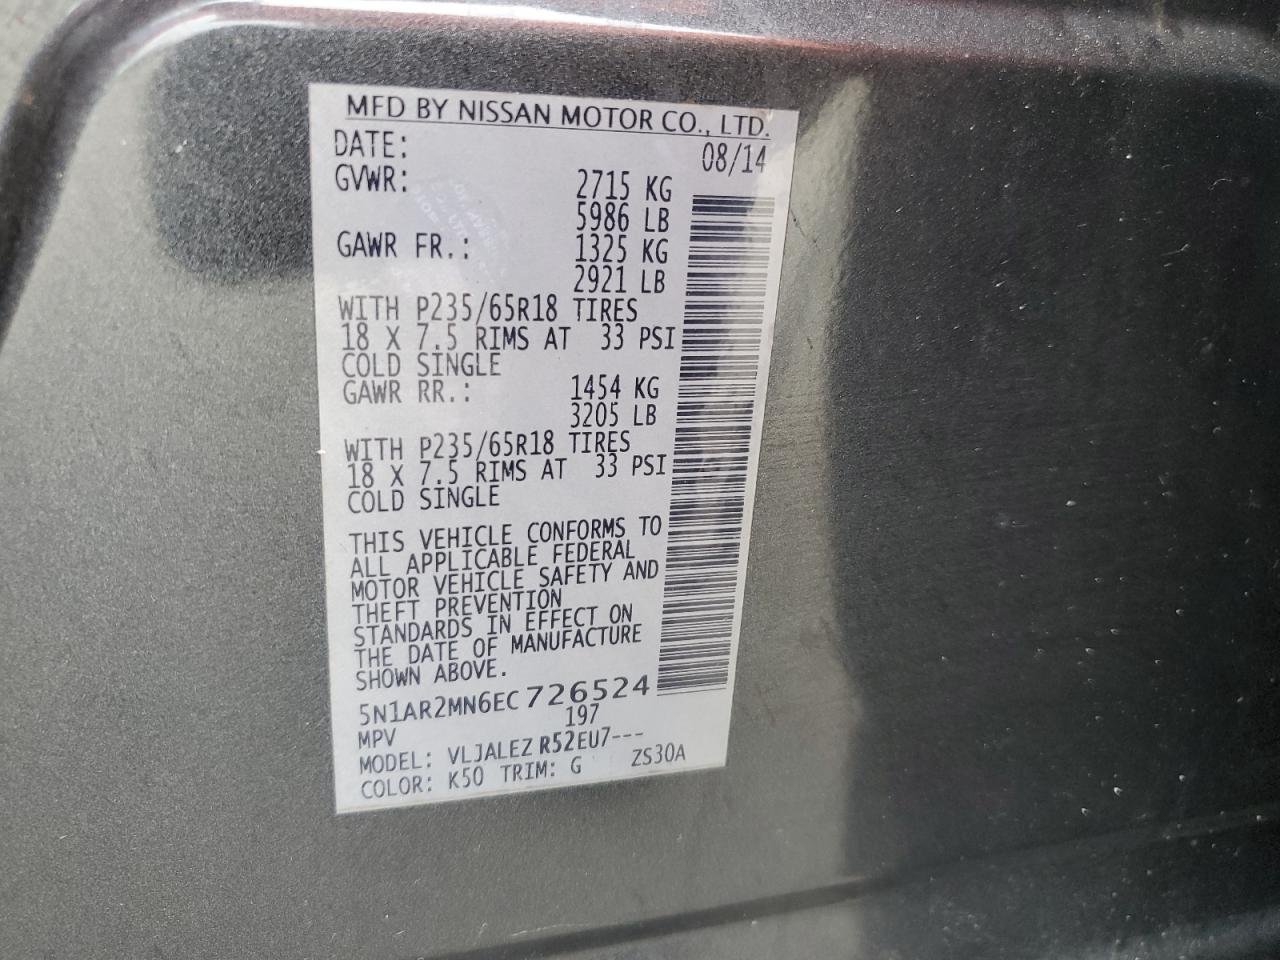 MFD BY NISSAN MOTOR CO., LTD.
DATE: 08/14
GVWR: 2715 KG
5986 LB
GAWR FR.: 1325 KG
2921 LB
WITH P235/65R18 TIRES
18 X 7.5 RIMS AT 33 PSI
COLD SINGLE
GAWR RR.: 1454 KG
3205 LB
WITH P235/65R18 TIRES
18 X 7.5 RIMS AT 33 PSI
COLD SINGLE
THIS VEHICLE CONFORMS TO
ALL APPLICABLE FEDERAL
MOTOR VEHICLE SAFETY AND
THEFT PREVENTION
STANDARDS IN EFFECT ON
THE DATE OF MANUFACTURE
SHOWN ABOVE.
5N1AR2MN6EC726524
MPV 197
MODEL: VLJALEZ R52EU7---
COLOR: K50 TRIM: G ZS30A